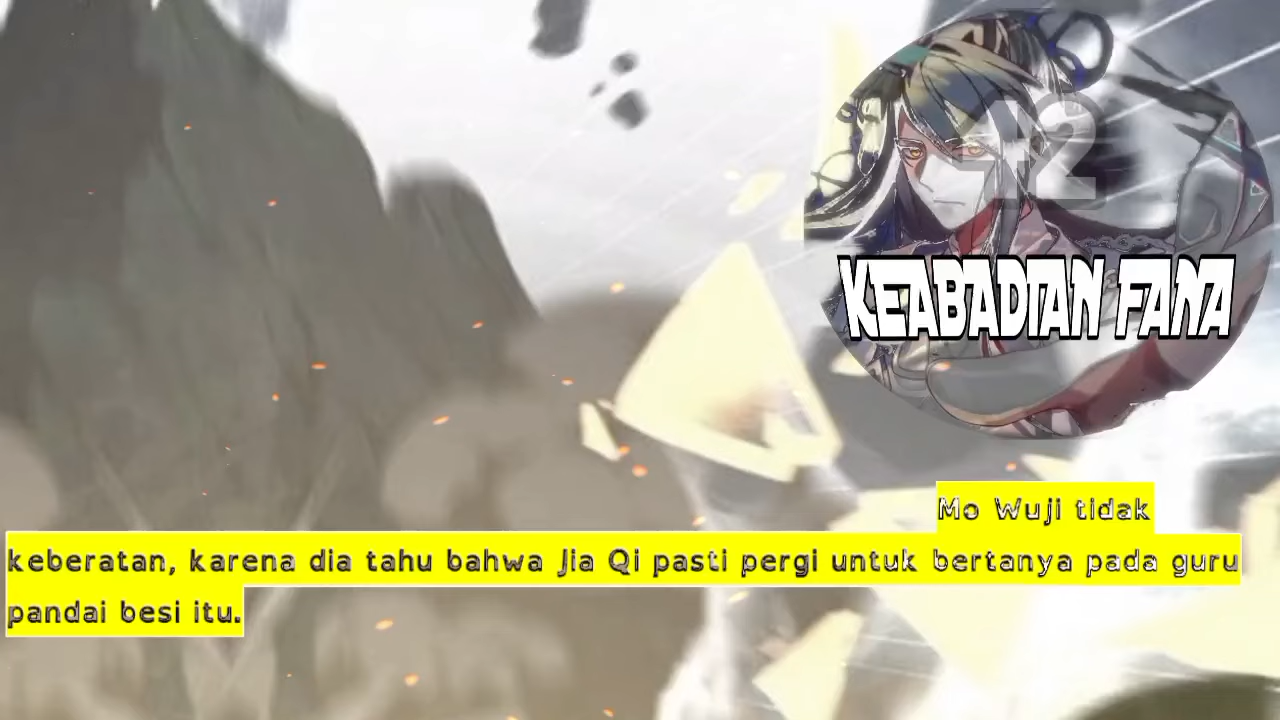 42
KEABADIAN FANA
Mo Wuji tidak
keberatan, karena dia tahu bahwa Jia Qi pasti pergi untuk bertanya pada guru
pandai besi itu.